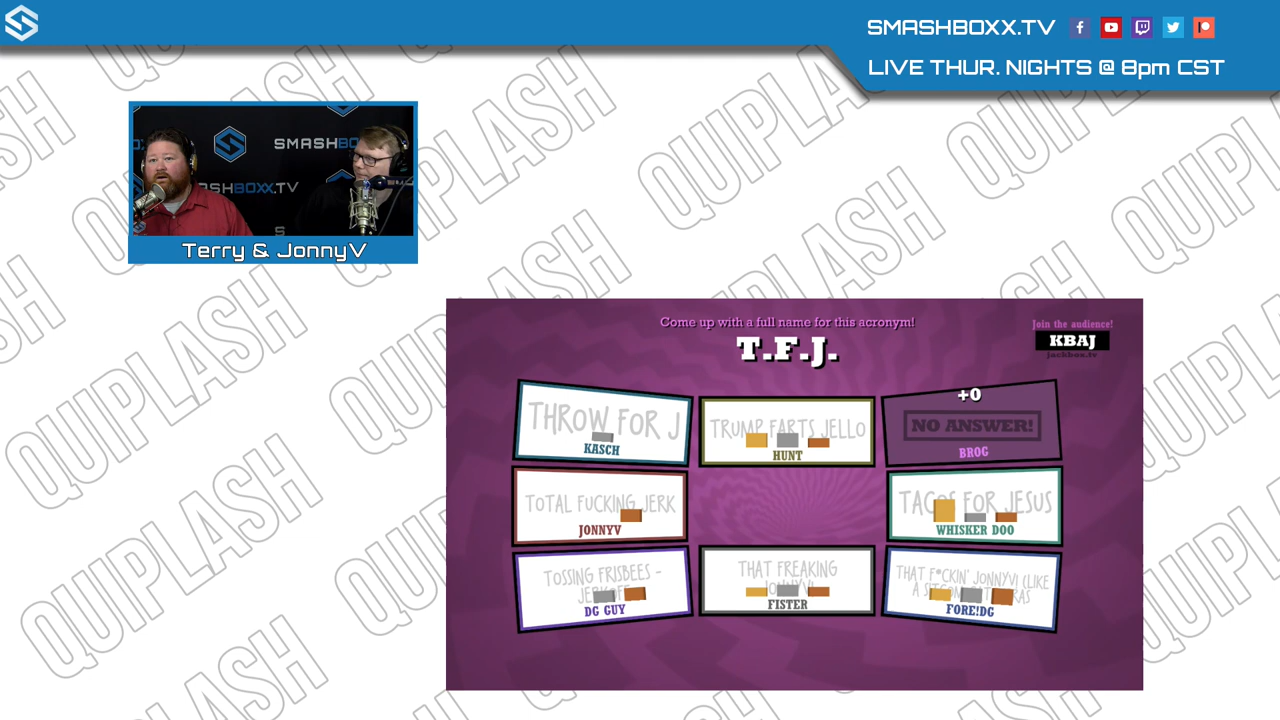 SMASHBOXX.TV
LIVE THUR. NIGHTS @ 8pm CST
SMASHBO
SHBOXX.TV
Terry & JonnyV
QUIPLASH
Come up with a full name for this acronym!
T.F.J.
Join the audience!
KBAJ
jackbox.tv
THROW FOR J
KASCH
TRUMP FARTS JELLO
HUNT
+0
NO ANSWER!
BROG
TOTAL FUCKING JERK
JONNYV
TACOS FOR JESUS
WHISKER DOO
TOSSING FRISBEES -
DG GUY
THAT FREAKING
JONNYV!
FISTER
THAT F*CKIN' JONNYV! (LIKE
A
FORE!DG